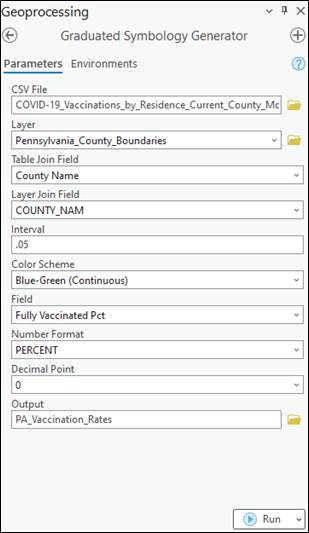 Geoprocessing
Graduated Symbology Generator
Parameters Environments
CSV File
COVID-19_Vaccinations_by_Residence_Current_County_Mc
Layer
Pennsylvania_County_Boundaries
Table Join Field
County Name
Layer Join Field
COUNTY_NAM
Interval
.05
Color Scheme
Blue-Green (Continuous)
Field
Fully Vaccinated Pct
Number Format
PERCENT
Decimal Point
0
Output
PA_Vaccination_Rates
Run